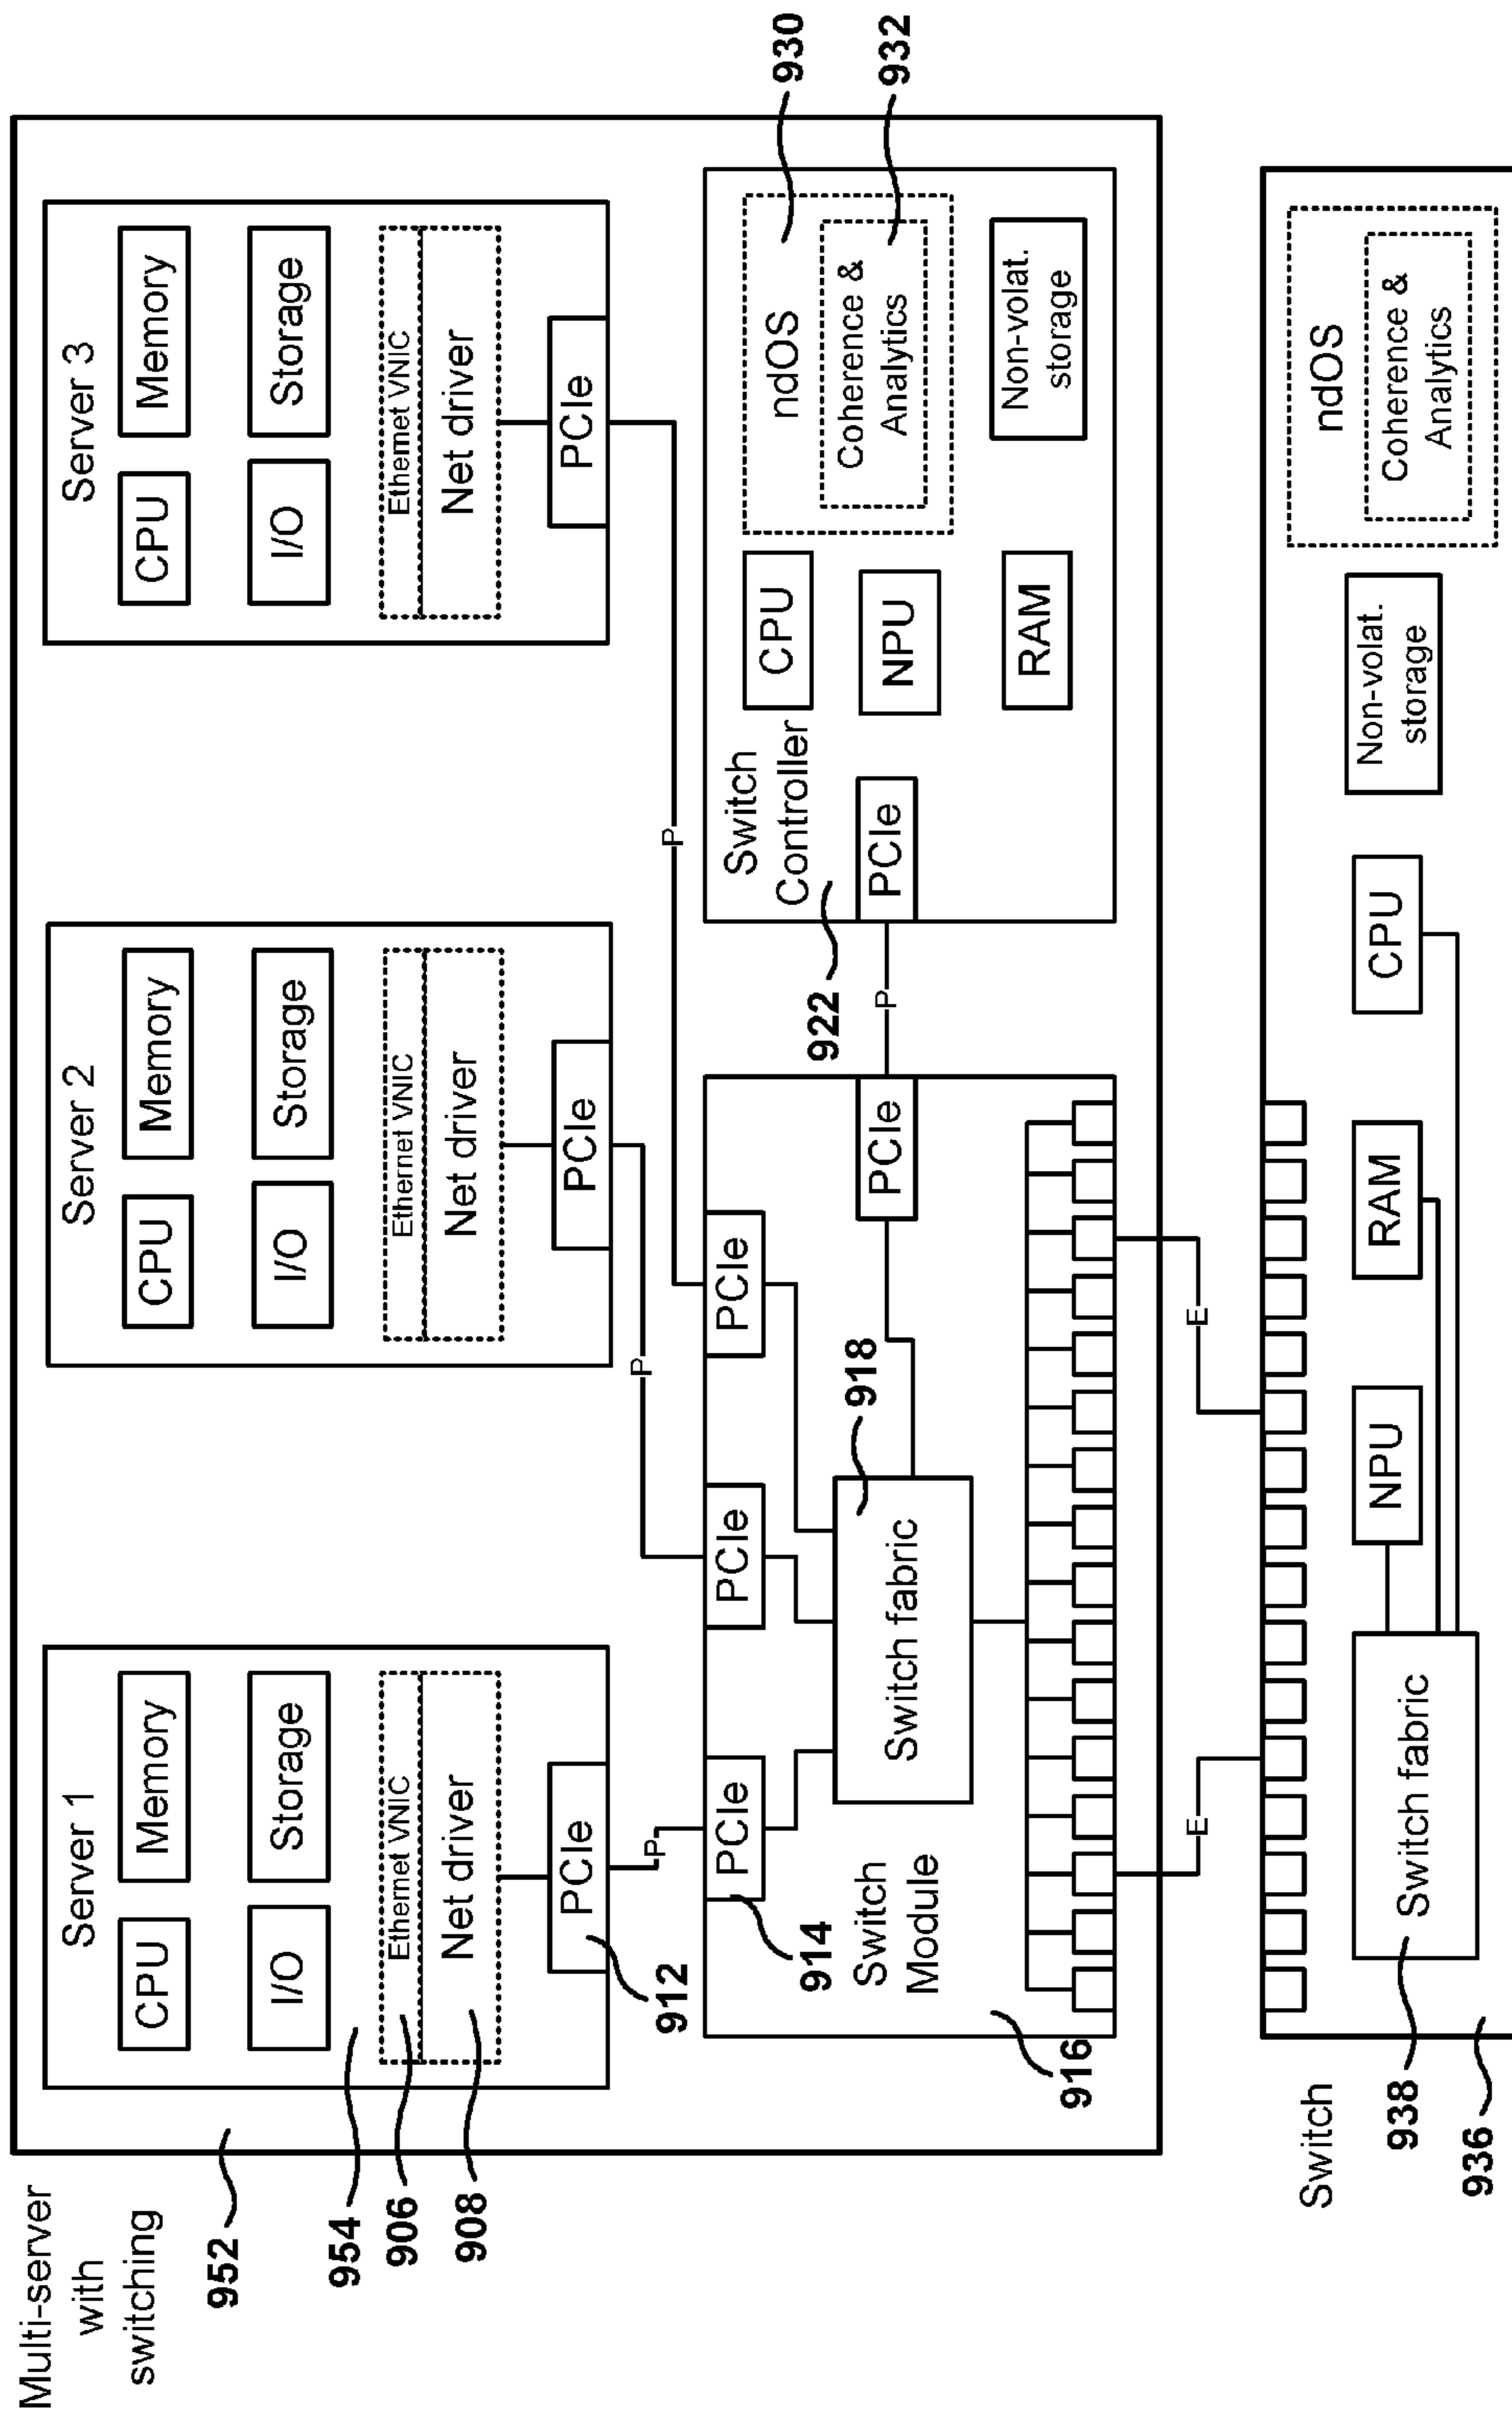 Multi-server
with
switching
952
954
906
908
Server 1
CPU
Memory
I/O
Storage
Ethernet VNIC
Net driver
PCIe
912
Server 2
CPU
Memory
I/O
Storage
Ethernet VNIC
Net driver
PCIe
Server 3
CPU
Memory
I/O
Storage
Ethernet VNIC
Net driver
PCIe
P
P
P
914
PCIe
PCIe
PCIe
Switch
Module
916
Switch fabric
918
PCIe
P
922
Switch
Controller
PCIe
CPU
NPU
RAM
ndOS
Coherence &
Analytics
Non-volat.
storage
930
932
E
E
Switch
938
936
Switch fabric
NPU
RAM
CPU
Non-volat.
storage
ndOS
Coherence &
Analytics